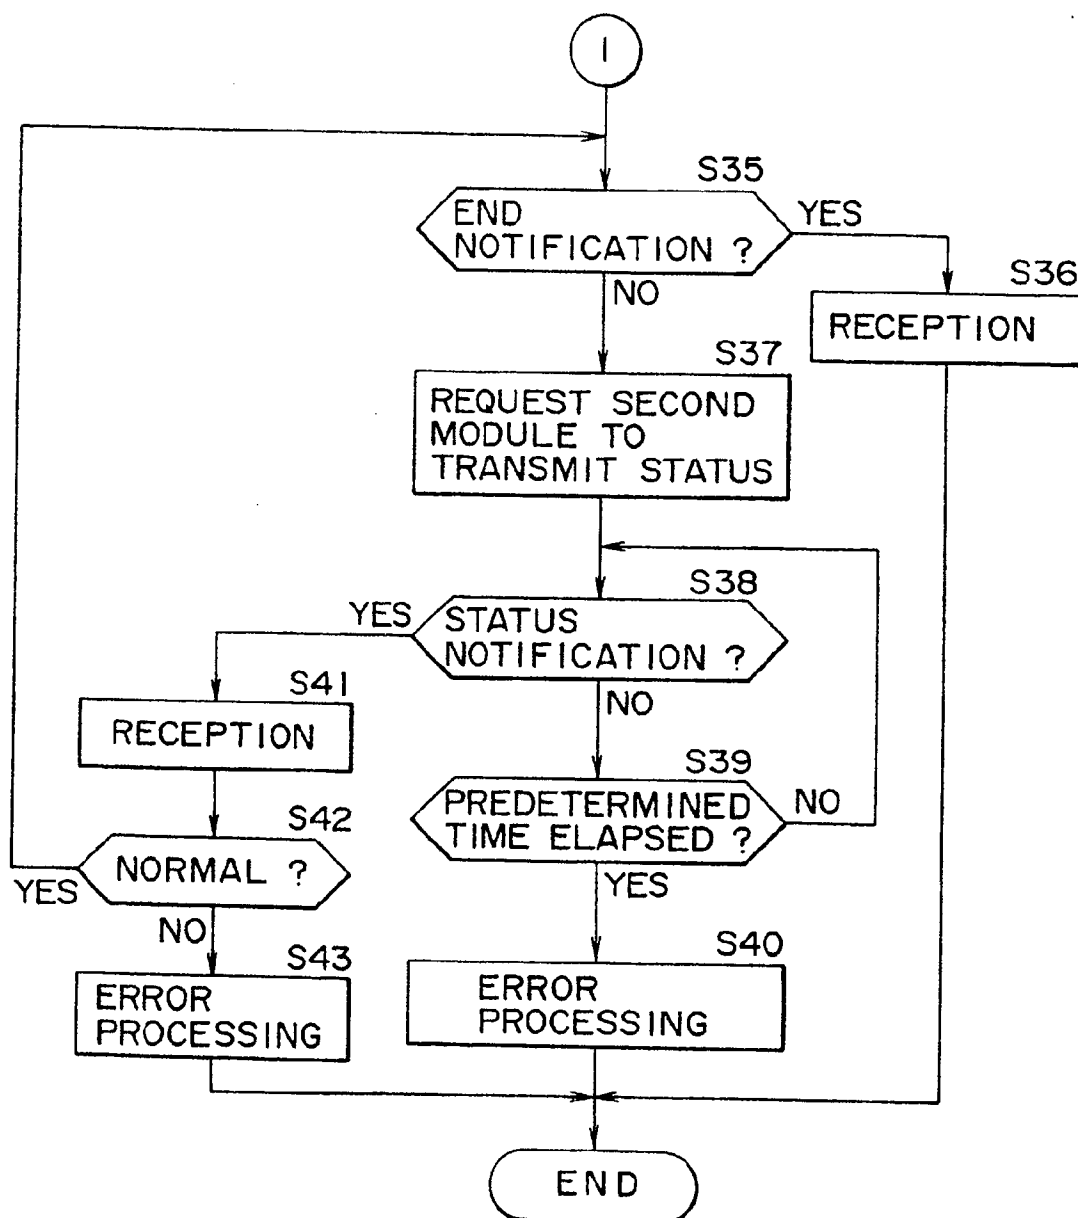 1
S35
END
NOTIFICATION ?
YES
NO
S36
RECEPTION
S37
REQUEST SECOND
MODULE TO
TRANSMIT STATUS
S38
YES
STATUS
NOTIFICATION ?
NO
S41
RECEPTION
S39
PREDETERMINED
TIME ELAPSED ?
NO
YES
S42
NORMAL ?
YES
NO
S43
ERROR
PROCESSING
S40
ERROR
PROCESSING
END